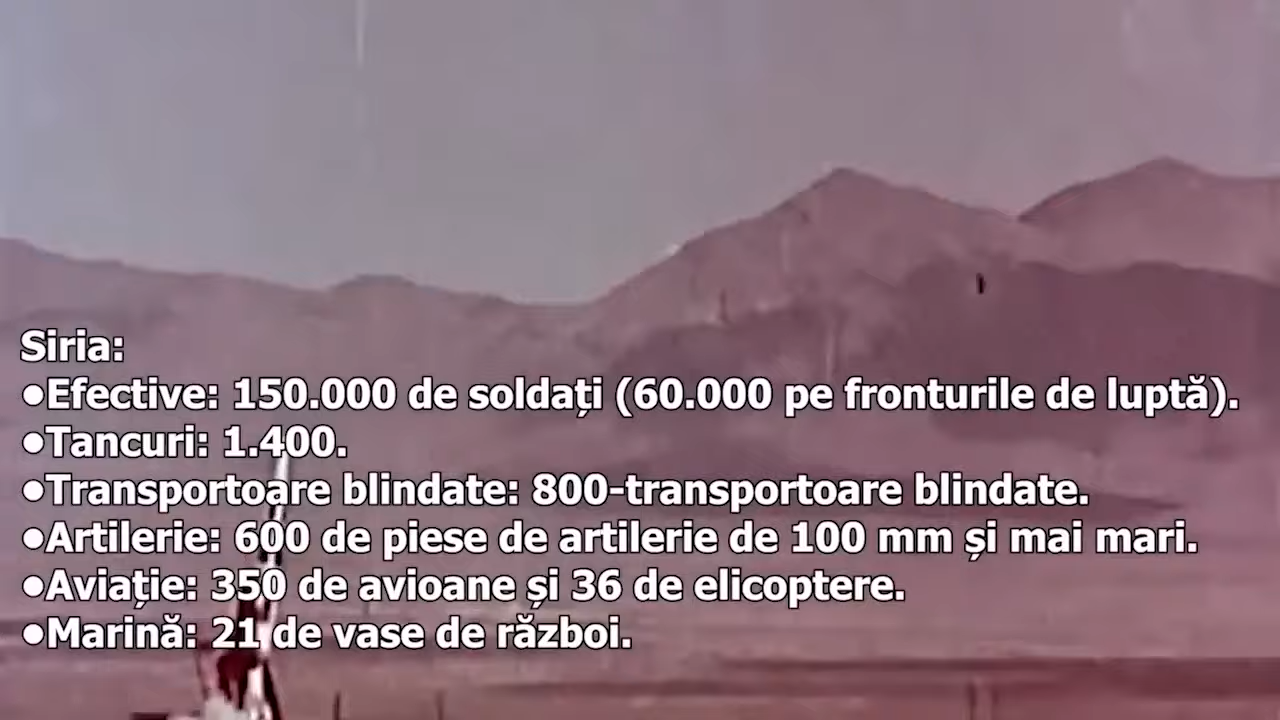 Siria:
●Efective: 150.000 de soldați (60.000 pe fronturile de luptă).
●Tancuri: 1.400.
●Transportoare blindate: 800-transportoare blindate.
●Artilerie: 600 de piese de artilerie de 100 mm și mai mari.
●Aviație: 350 de avioane și 36 de elicoptere.
●Marină: 21 de vase de război.